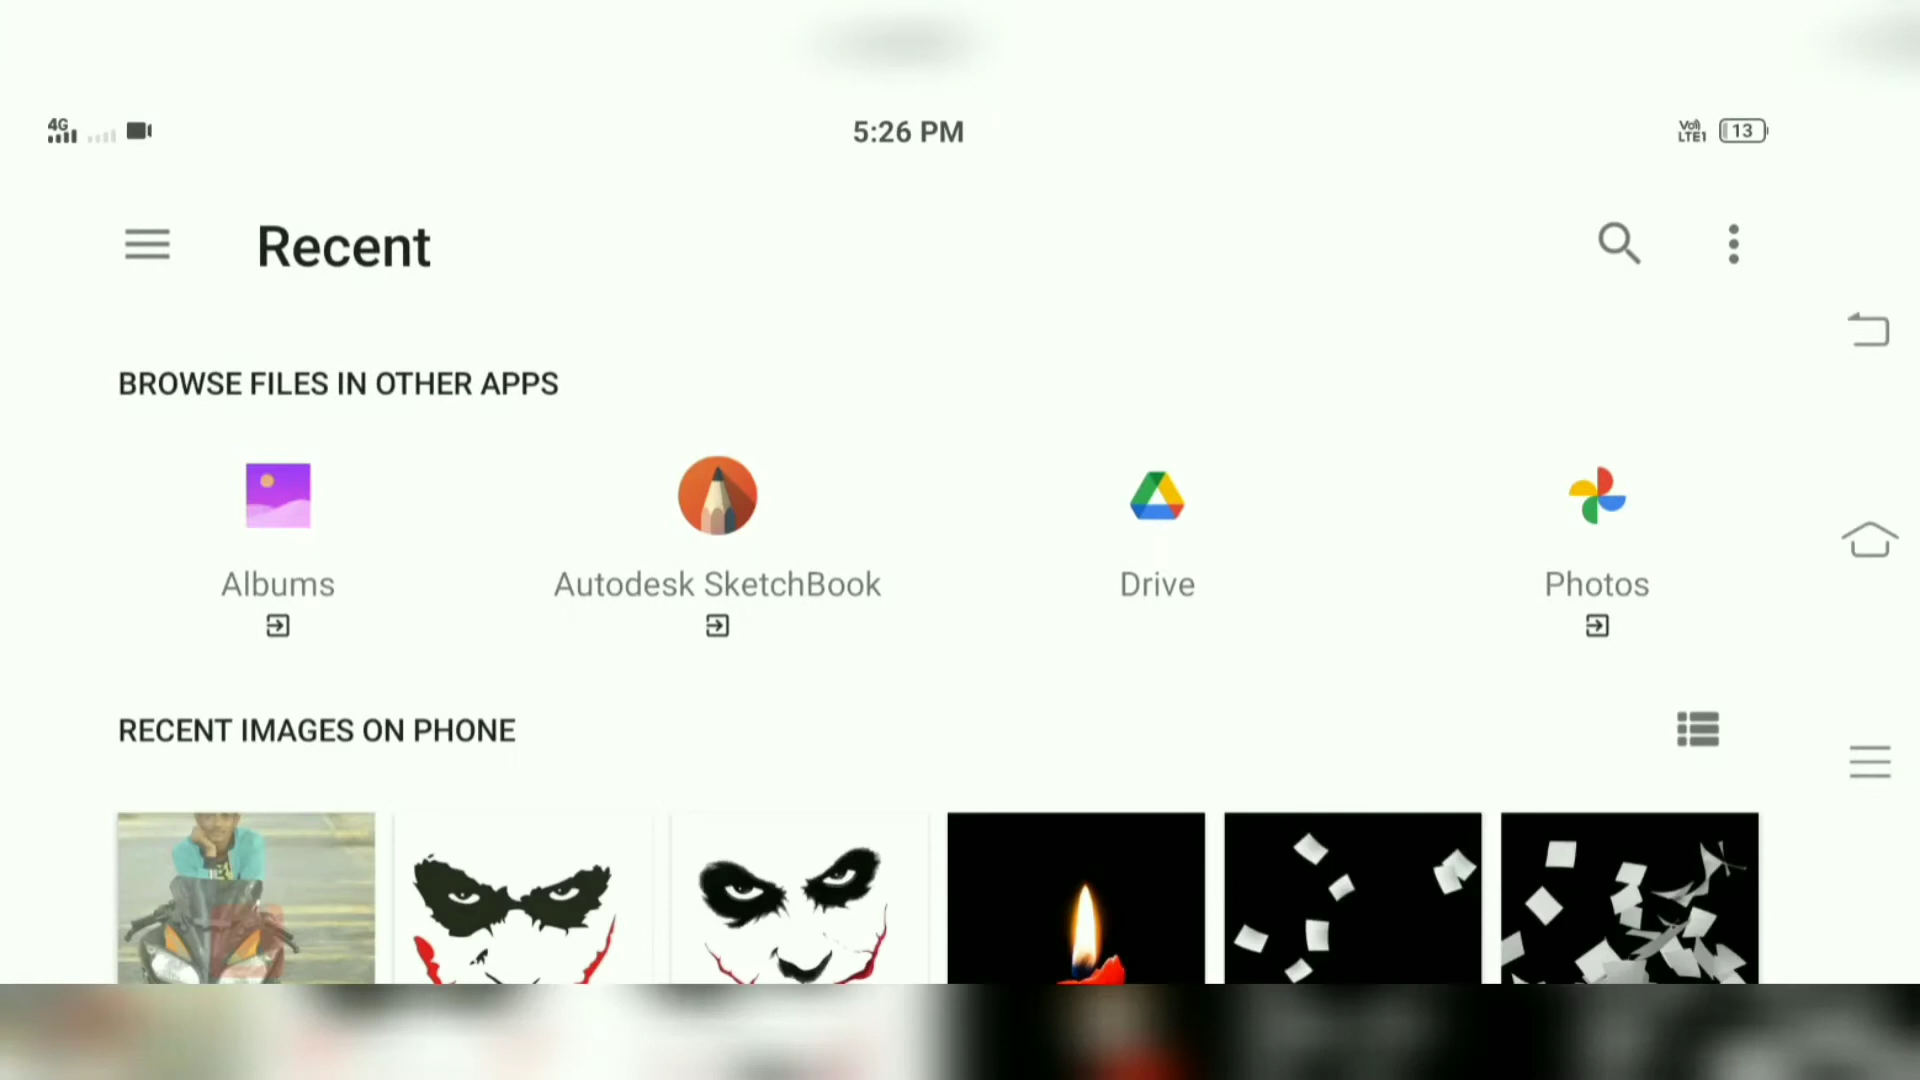 4G
5:26 PM
Vo))
LTE1
13
Recent
BROWSE FILES IN OTHER APPS
Albums
Autodesk SketchBook
Drive
Photos
RECENT IMAGES ON PHONE